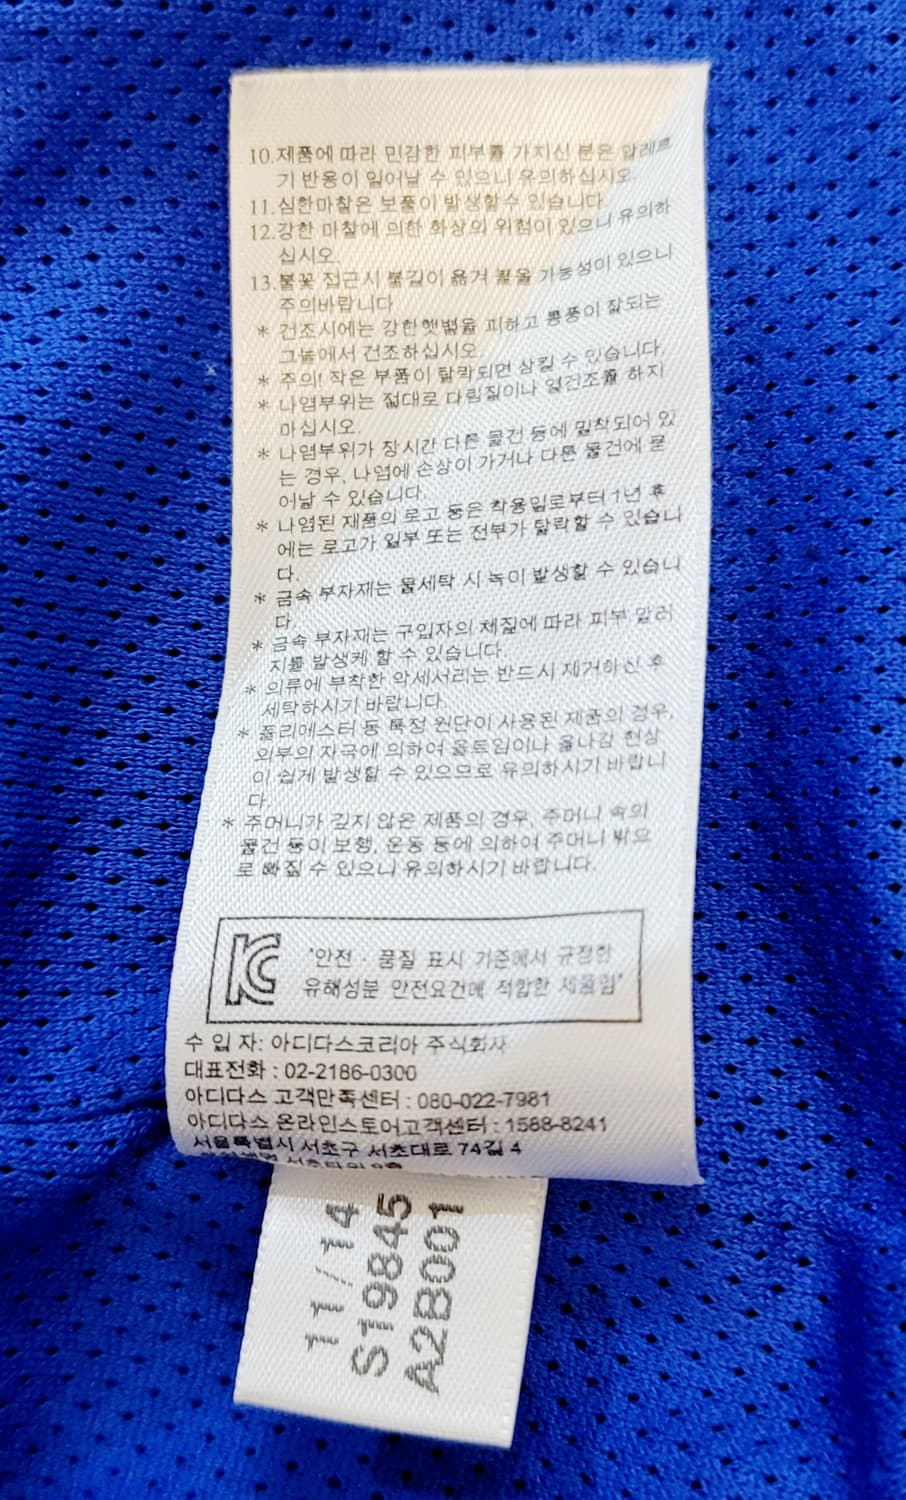 10.제품에 따라 민감한 피부를 가지신 분은 알레르
기 반응이 일어날 수 있으니 유의하십시오.
11.심한마찰은 보풀이 발생할수 있습니다.
12.강한 마찰에 의한 화상의 위험이 있으니 유의하
십시오.
13.불꽃 접근시 불길이 옮겨 붙을 가능성이 있으니
주의바랍니다
* 건조시에는 강한햇볕을 피하고 통풍이 잘되는
그늘에서 건조하십시오.
* 주의! 작은 부품이 탈락되면 삼킬 수 있습니다.
* 나염부위는 절대로 다림질이나 열건조를 하지
마십시오.
* 나염부위가 장시간 다른 물건 등에 밀착되어 있
는 경우, 나염에 손상이 가거나 다른 물건에 묻
어날 수 있습니다.
* 나염된 제품의 로고 등은 착용일로부터 1년 후
에는 로고가 일부 또는 전부가 탈락할 수 있습니
다.
* 금속 부자재는 물세탁 시 녹이 발생할 수 있습니
다.
* 금속 부자재는 구입자의 체질에 따라 피부 알러
지를 발생케 할 수 있습니다.
* 의류에 부착한 악세서리는 반드시 제거하신 후
세탁하시기 바랍니다.
* 폴리에스터 등 특정 원단이 사용된 제품의 경우,
외부의 자극에 의하여 올트임이나 올나감 현상
이 쉽게 발생할 수 있으므로 유의하시기 바랍니
다.
* 주머니가 깊지 않은 제품의 경우, 주머니 속의
물건 등이 보행, 운동 등에 의하여 주머니 밖으
로 빠질 수 있으니 유의하시기 바랍니다.
KC
"안전ㆍ품질 표시 기준에서 규정한
유해성분 안전요건에 적합한 제품임"
수 입 자: 아디다스코리아 주식회사
대표전화 : 02-2186-0300
아디다스 고객만족센터 : 080-022-7981
아디다스 온라인스토어고객센터 : 1588-8241
서울특별시 서초구 서초대로 74길 4
서초타워
11/14
S19845
A2B001